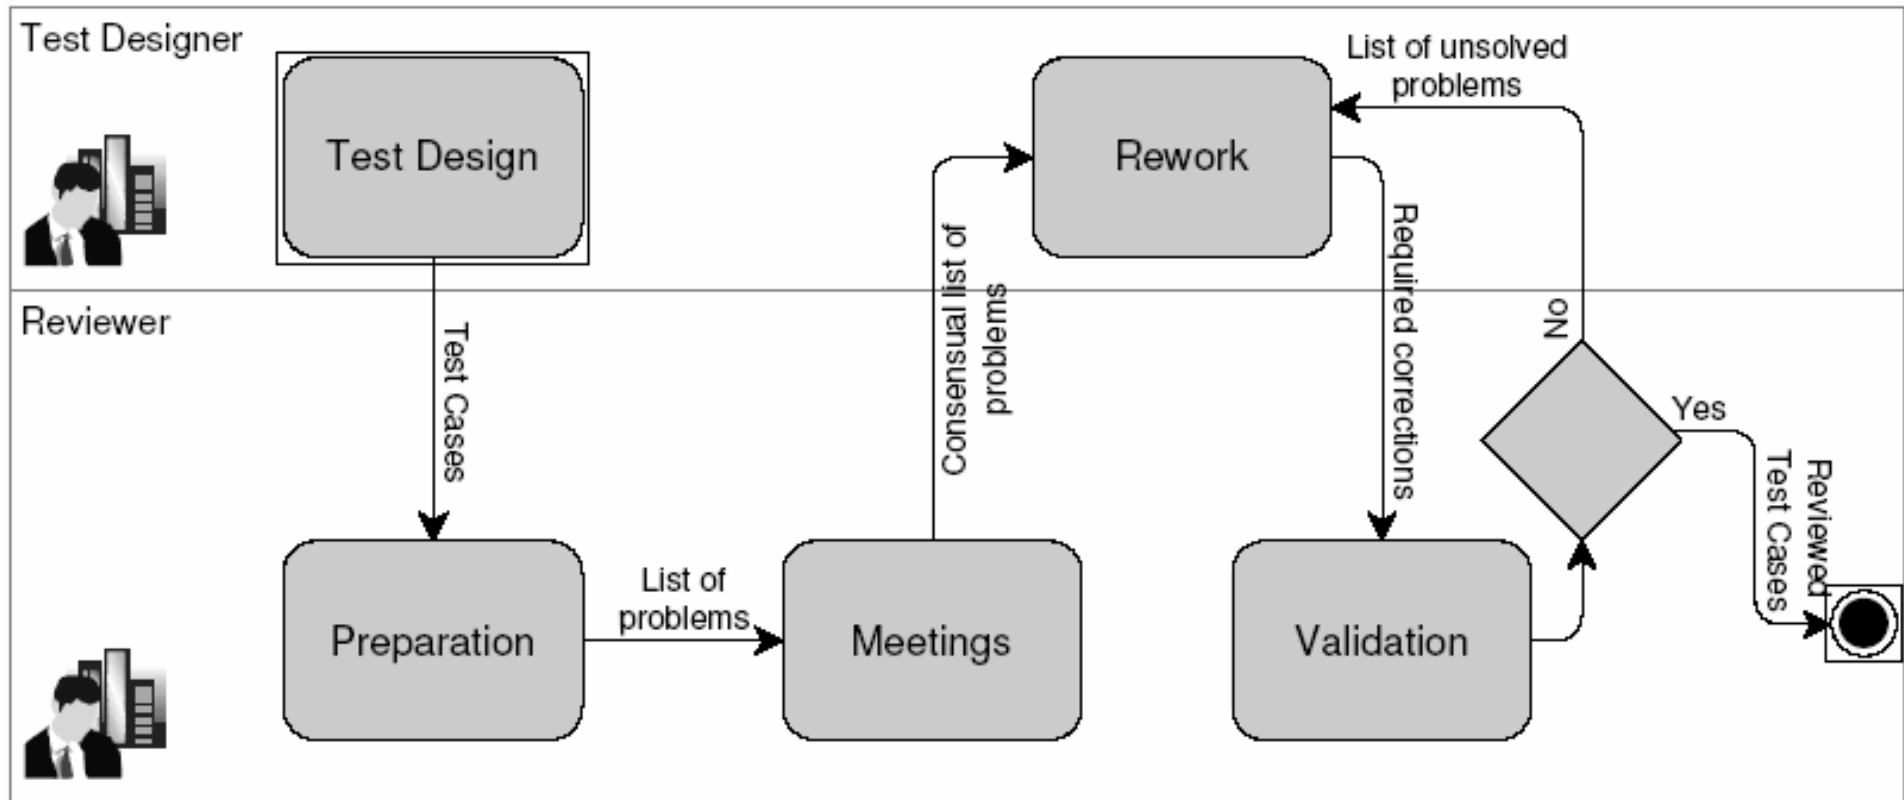 Test Designer
Test Design
Rework
List of unsolved
problems
Consensual list of
problems
Required corrections
Reviewer
Test Cases
No
Yes
Reviewed
Test Cases
Preparation
List of
problems
Meetings
Validation